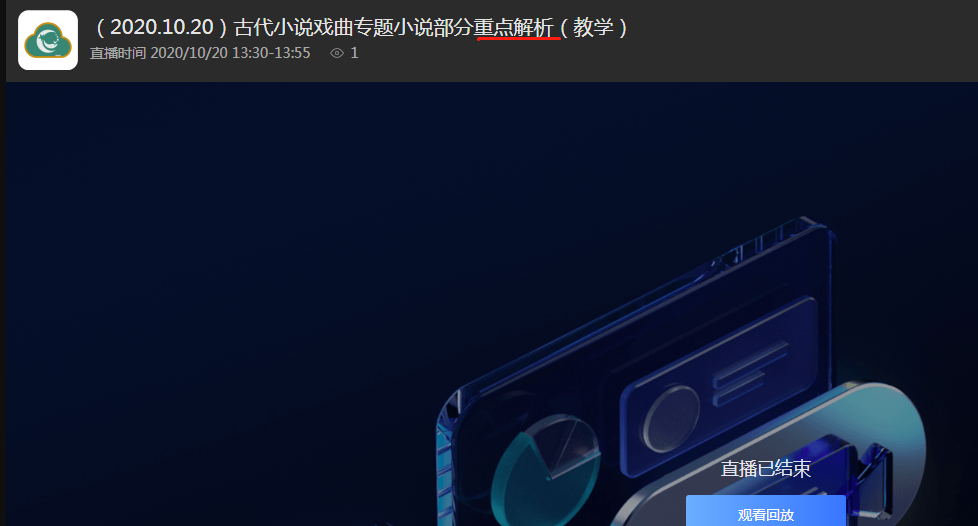 （2020.10.20）古代小说戏曲专题小说部分重点解析（教学）
直播时间 2020/10/20 13:30-13:55 1
直播已结束
观看回放